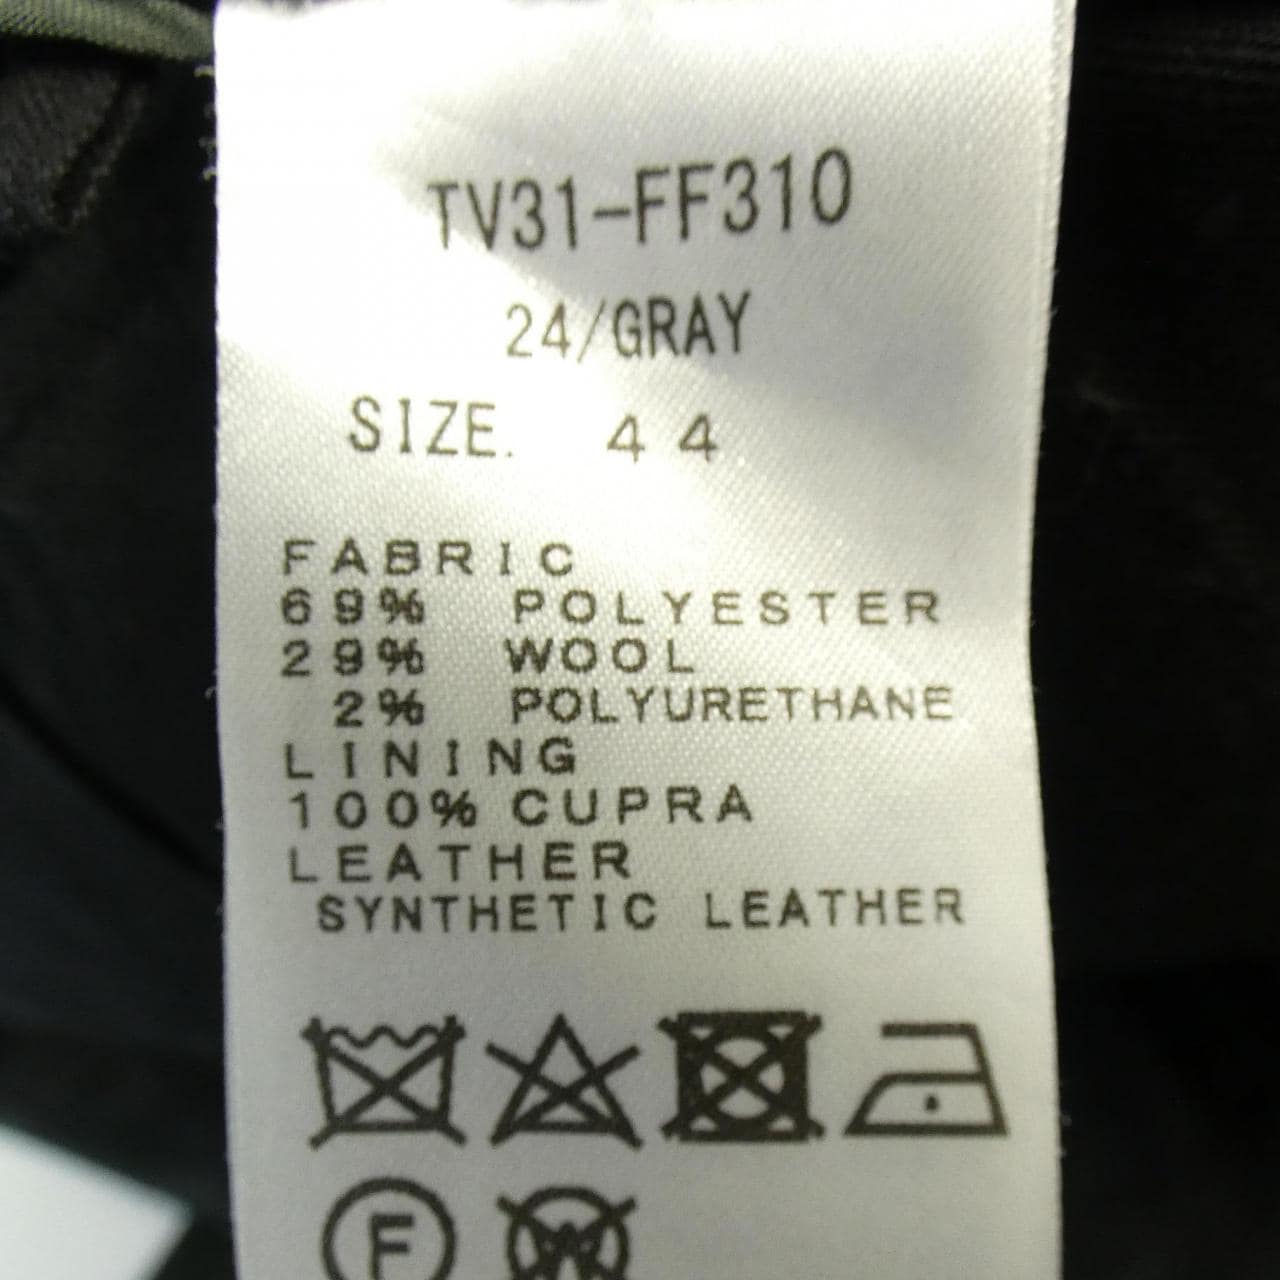 TV31-FF310
24/GRAY
SIZE. 44
FABRIC
69% POLYESTER
29% WOOL
2% POLYURETHANE
LINING
100% CUPRA
LEATHER
SYNTHETIC LEATHER
F W